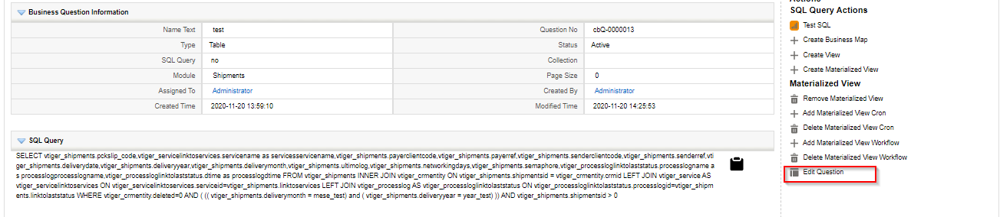 Actions
Business Question Information
SQL Query Actions
Name Text test Question No cbQ-0000013
Test SQL
Type Table Status Active
Create Business Map
SQL Query no Collection
Create View
Module Shipments Page Size 0
Create Materialized View
Materialized View
Assigned To Administrator Created By Administrator
Remove Materialized View
Created Time 2020-11-20 13:59:10 Modified Time 2020-11-20 14:25:53
Add Materialized View Cron
Delete Materialized View Cron
Add Materialized View Workflow
Delete Materialized View Workflow
Edit Question
SQL Query
SELECT vtiger_shipments.pckslip_code,vtiger_servicelinktoservices.servicename as servicesservicename,vtiger_shipments.payerclientcode,vtiger_shipments.payerref,vtiger_shipments.senderclientcode,vtiger_shipments.senderref,vti
ger_shipments.deliverydate,vtiger_shipments.deliveryyear,vtiger_shipments.deliverymonth,vtiger_shipments.ultimolog,vtiger_shipments.networkingdays,vtiger_shipments.semaphore,vtiger_processloglinktolaststatus.processlogname a
s processlogprocesslogname,vtiger_processloglinktolaststatus.dtime as processlogdtime FROM vtiger_shipments INNER JOIN vtiger_crmentity ON vtiger_shipments.shipmentsid = vtiger_crmentity.crmid LEFT JOIN vtiger_service AS
vtiger_servicelinktoservices ON vtiger_servicelinktoservices.serviceid=vtiger_shipments.linktoservices LEFT JOIN vtiger_processlog AS vtiger_processloglinktolaststatus ON vtiger_processloglinktolaststatus.processlogid=vtiger_shipm
ents.linktolaststatus WHERE vtiger_crmentity.deleted=0 AND ( (( vtiger_shipments.deliverymonth = mese_test) and ( vtiger_shipments.deliveryyear = year_test) )) AND vtiger_shipments.shipmentsid > 0